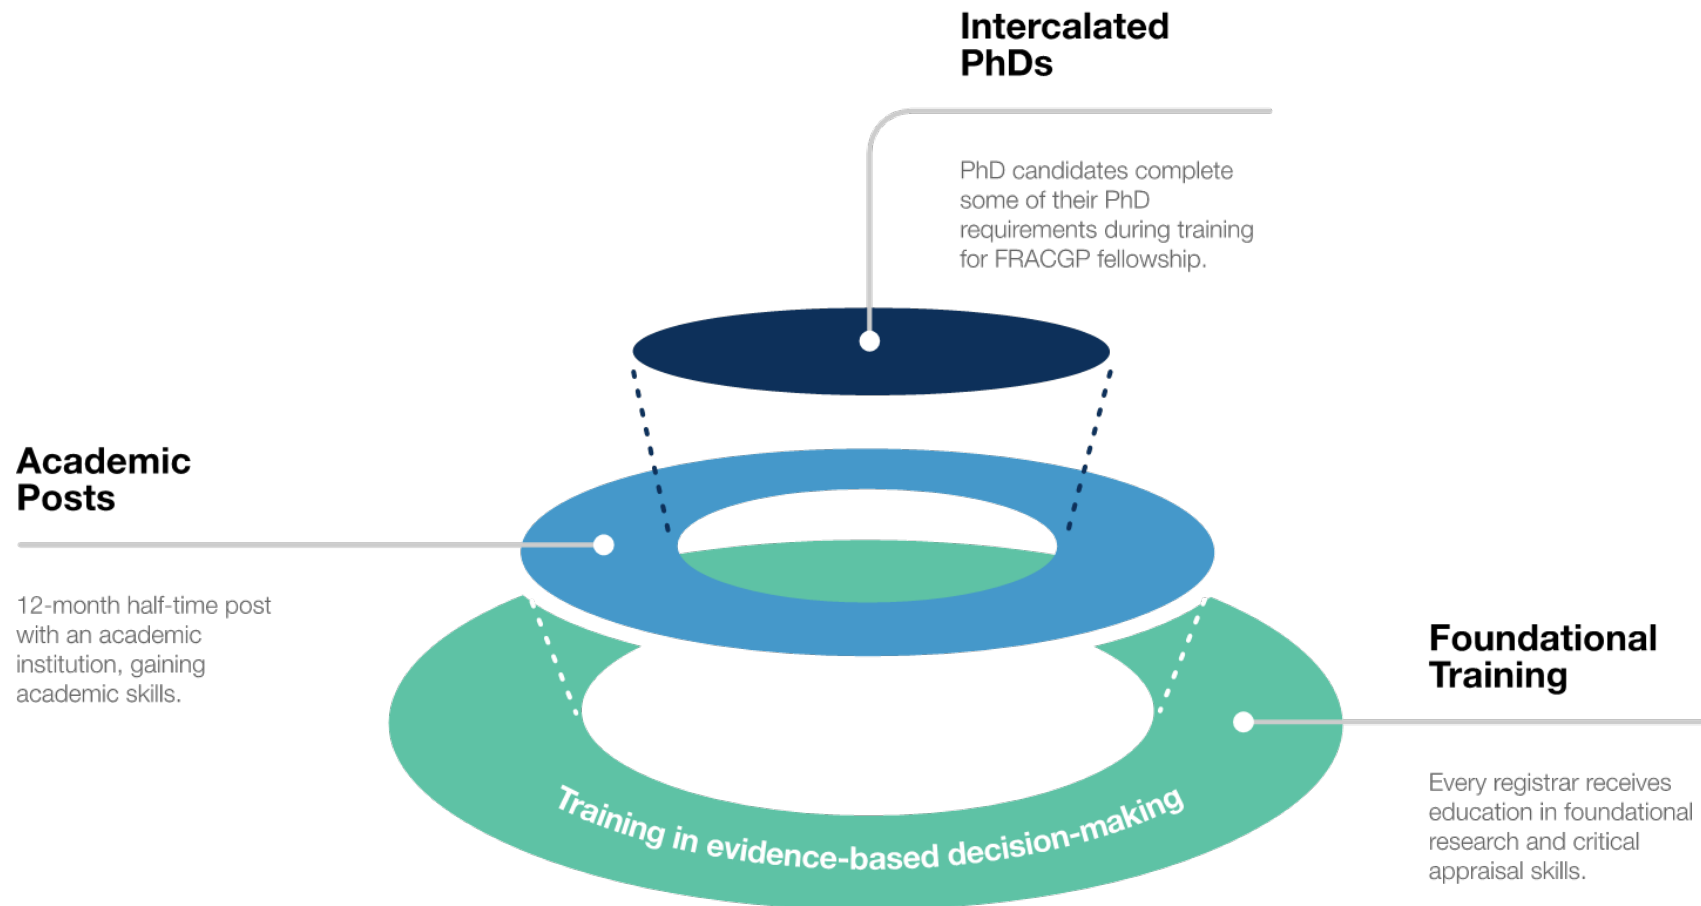 Intercalated
PhDs
PhD candidates complete
some of their PhD
requirements during training
for FRACGP fellowship.
Academic
Posts
12-month half-time post
with an academic
institution, gaining
academic skills.
Foundational
Training
Every registrar receives
education in foundational
research and critical
appraisal skills.
Training in evidence-based decision-making